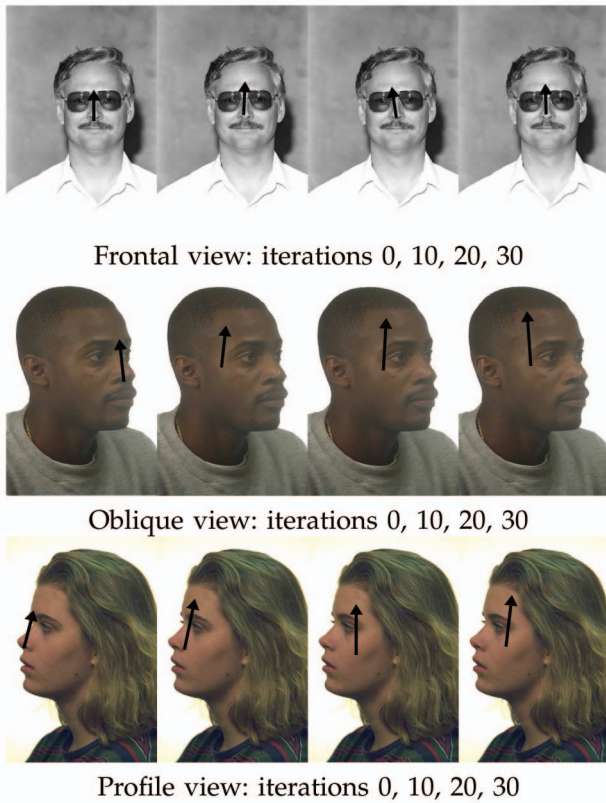 Frontal view: iterations 0, 10, 20, 30
Oblique view: iterations 0, 10, 20, 30
Profile view: iterations 0, 10, 20, 30